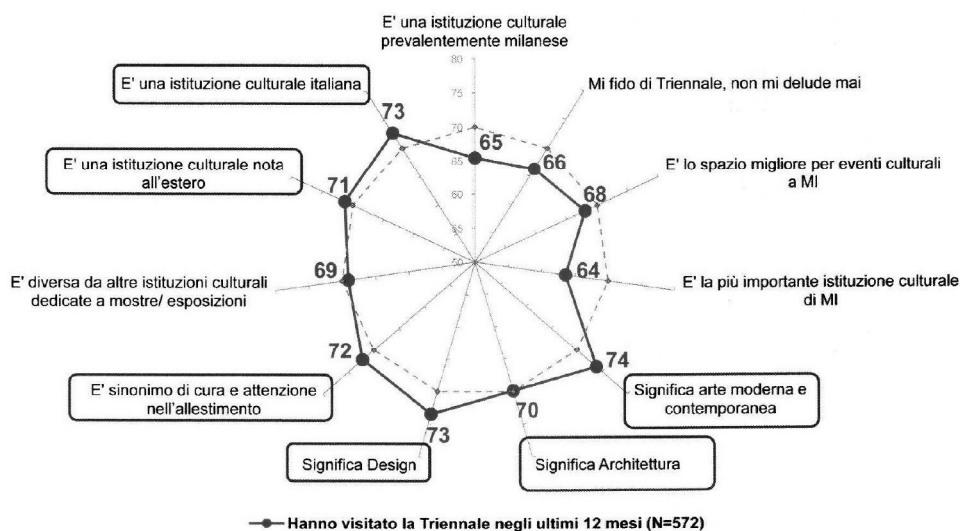 E' una istituzione culturale
prevalentemente milanese
80
75
70
65
60
55
50
Mi fido di Triennale, non mi delude mai
E' lo spazio migliore per eventi culturali
a MI
E' la più importante istituzione culturale
di MI
Significa arte moderna e
contemporanea
Significa Architettura
Significa Design
E' sinonimo di cura e attenzione
nell'allestimento
E' diversa da altre istituzioni culturali
dedicate a mostre/ esposizioni
E' una istituzione culturale nota
all'estero
E' una istituzione culturale italiana
65
66
68
64
74
70
73
72
69
71
73
Hanno visitato la Triennale negli ultimi 12 mesi (N=572)